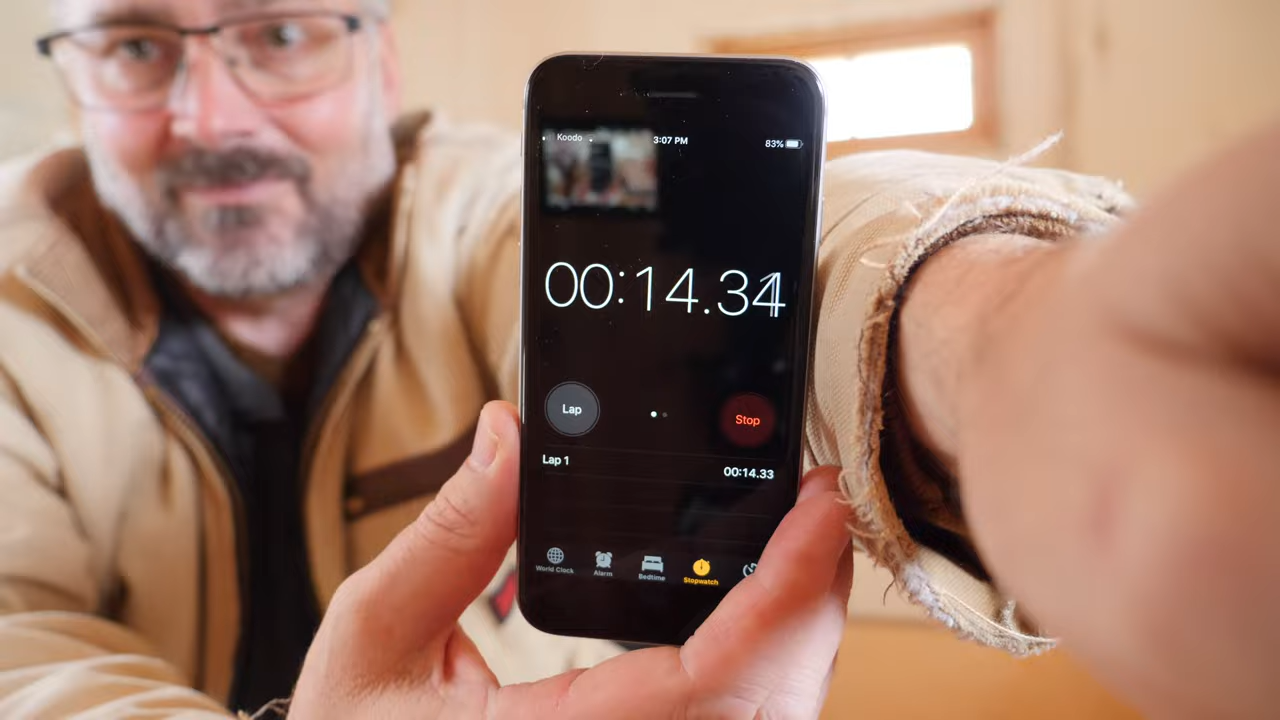 Koodo 3:07 PM 83%
00:14.34
Lap Stop
Lap 1 00:14.33
World Clock Alarm Bedtime Stopwatch